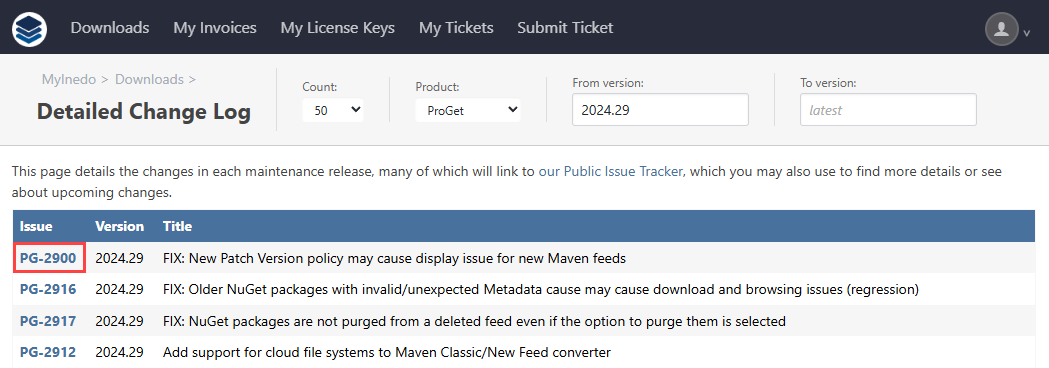 Downloads My Invoices My License Keys My Tickets Submit Ticket
MyInedo > Downloads >
Detailed Change Log
Count:
50
Product:
ProGet
From version:
2024.29
To version:
latest
This page details the changes in each maintenance release, many of which will link to our Public Issue Tracker, which you may also use to find more details or see
about upcoming changes.
Issue Version Title
PG-2900 2024.29 FIX: New Patch Version policy may cause display issue for new Maven feeds
PG-2916 2024.29 FIX: Older NuGet packages with invalid/unexpected Metadata cause may cause download and browsing issues (regression)
PG-2917 2024.29 FIX: NuGet packages are not purged from a deleted feed even if the option to purge them is selected
PG-2912 2024.29 Add support for cloud file systems to Maven Classic/New Feed converter